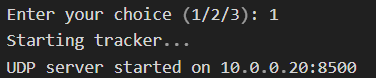 Enter your choice (1/2/3): 1
Starting tracker...
UDP server started on 10.0.0.20:8500